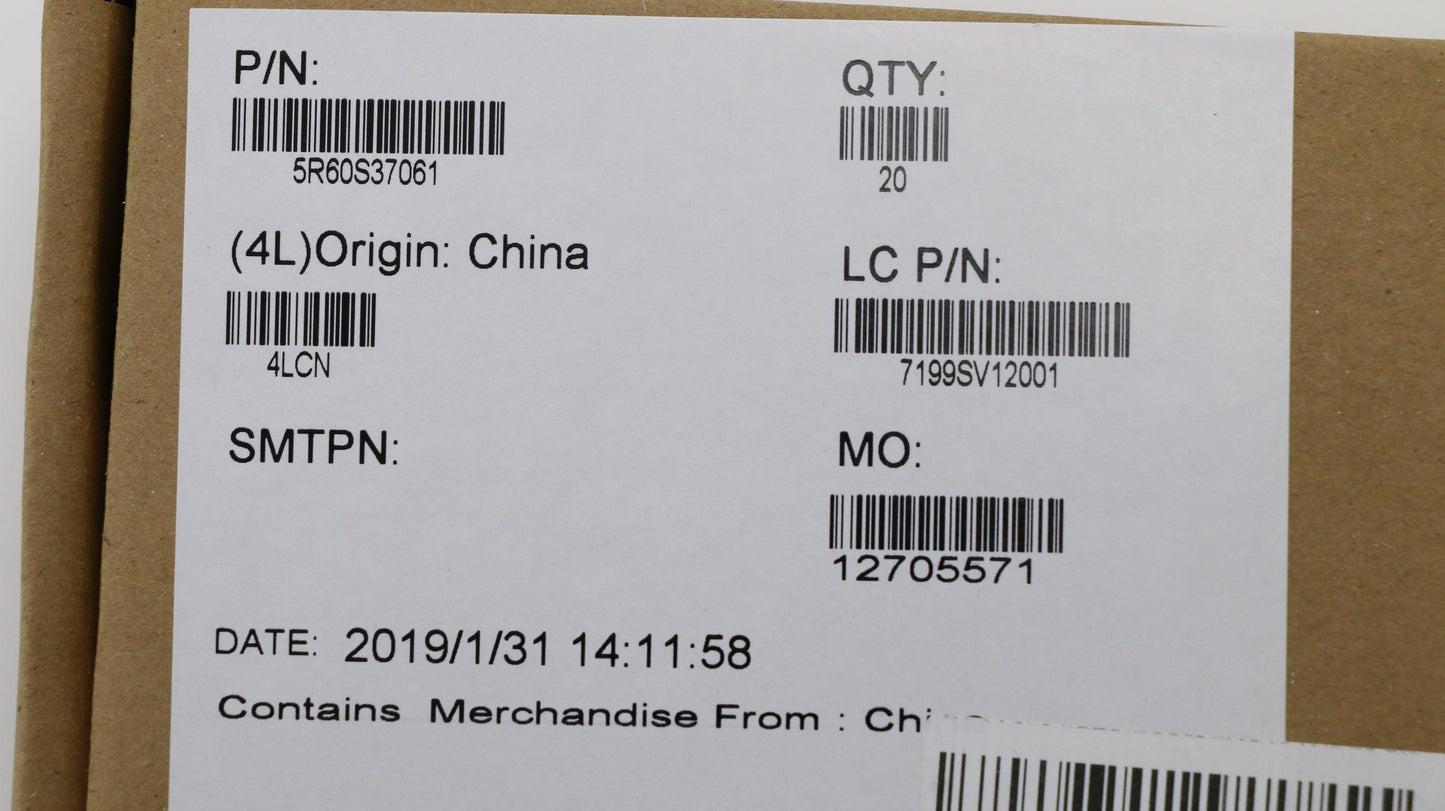 P/N:
5R60S37061
QTY:
20
(4L)Origin: China
4LCN
LC P/N:
7199SV12001
SMTPN:
MO:
12705571
DATE: 2019/1/31 14:11:58
Contains Merchandise From :